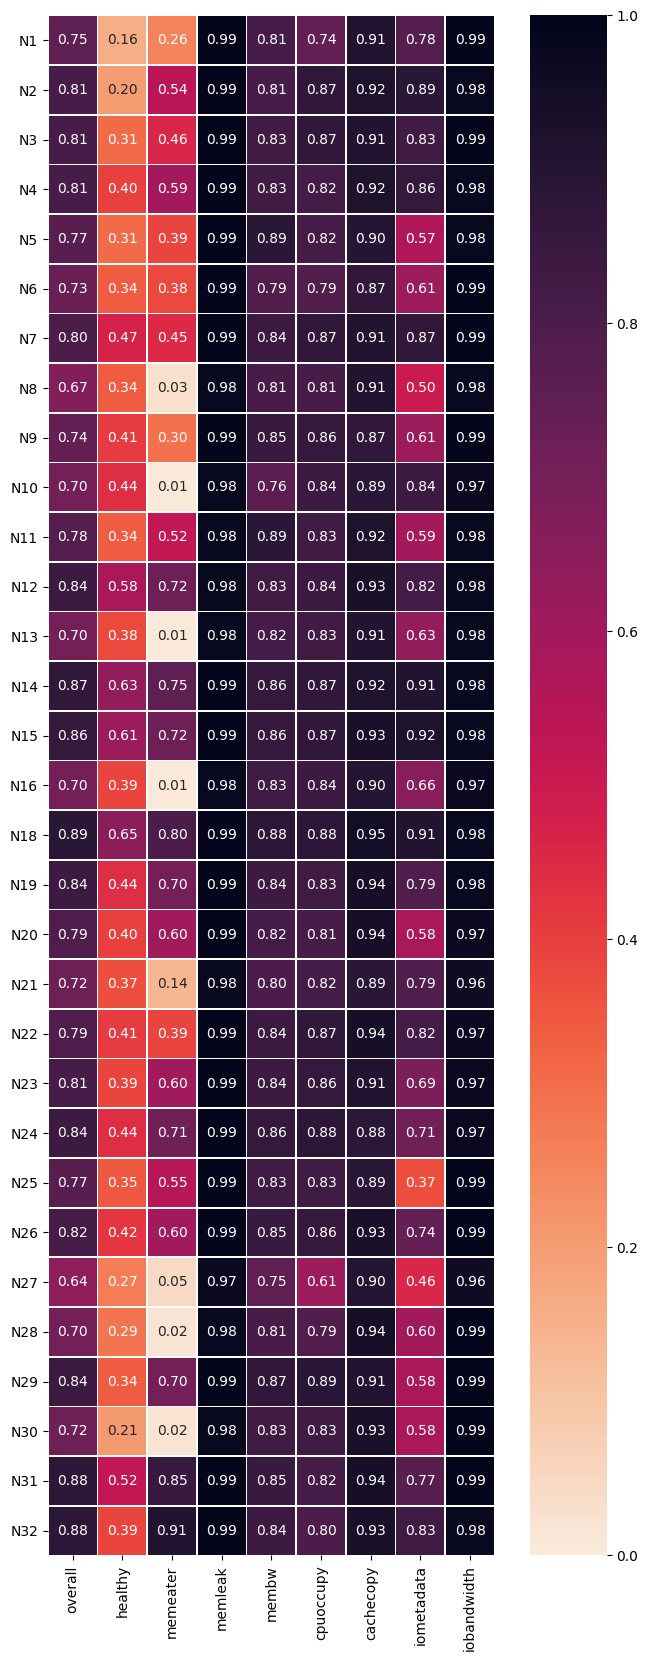 N1 0.75 0.16 0.26 0.99 0.81 0.74 0.91 0.78 0.99
N2 0.81 0.20 0.54 0.99 0.81 0.87 0.92 0.89 0.98
N3 0.81 0.31 0.46 0.99 0.83 0.87 0.91 0.83 0.99
N4 0.81 0.40 0.59 0.99 0.83 0.82 0.92 0.86 0.98
N5 0.77 0.31 0.39 0.99 0.89 0.82 0.90 0.57 0.98
N6 0.73 0.34 0.38 0.99 0.79 0.79 0.87 0.61 0.99
N7 0.80 0.47 0.45 0.99 0.84 0.87 0.91 0.87 0.99
N8 0.67 0.34 0.03 0.98 0.81 0.81 0.91 0.50 0.98
N9 0.74 0.41 0.30 0.99 0.85 0.86 0.87 0.61 0.99
N10 0.70 0.44 0.01 0.98 0.76 0.84 0.89 0.84 0.97
N11 0.78 0.34 0.52 0.98 0.89 0.83 0.92 0.59 0.98
N12 0.84 0.58 0.72 0.98 0.83 0.84 0.93 0.82 0.98
N13 0.70 0.38 0.01 0.98 0.82 0.83 0.91 0.63 0.98
N14 0.87 0.63 0.75 0.99 0.86 0.87 0.92 0.91 0.98
N15 0.86 0.61 0.72 0.99 0.86 0.87 0.93 0.92 0.98
N16 0.70 0.39 0.01 0.98 0.83 0.84 0.90 0.66 0.97
N18 0.89 0.65 0.80 0.99 0.88 0.88 0.95 0.91 0.98
N19 0.84 0.44 0.70 0.99 0.84 0.83 0.94 0.79 0.98
N20 0.79 0.40 0.60 0.99 0.82 0.81 0.94 0.58 0.97
N21 0.72 0.37 0.14 0.98 0.80 0.82 0.89 0.79 0.96
N22 0.79 0.41 0.39 0.99 0.84 0.87 0.94 0.82 0.97
N23 0.81 0.39 0.60 0.99 0.84 0.86 0.91 0.69 0.97
N24 0.84 0.44 0.71 0.99 0.86 0.88 0.88 0.71 0.97
N25 0.77 0.35 0.55 0.99 0.83 0.83 0.89 0.37 0.99
N26 0.82 0.42 0.60 0.99 0.85 0.86 0.93 0.74 0.99
N27 0.64 0.27 0.05 0.97 0.75 0.61 0.90 0.46 0.96
N28 0.70 0.29 0.02 0.98 0.81 0.79 0.94 0.60 0.99
N29 0.84 0.34 0.70 0.99 0.87 0.89 0.91 0.58 0.99
N30 0.72 0.21 0.02 0.98 0.83 0.83 0.93 0.58 0.99
N31 0.88 0.52 0.85 0.99 0.85 0.82 0.94 0.77 0.99
N32 0.88 0.39 0.91 0.99 0.84 0.80 0.93 0.83 0.98
overall healthy memeater memleak membw cpuoccupy cachecopy iometadata iobandwidth
1.0
0.8
0.6
0.4
0.2
0.0